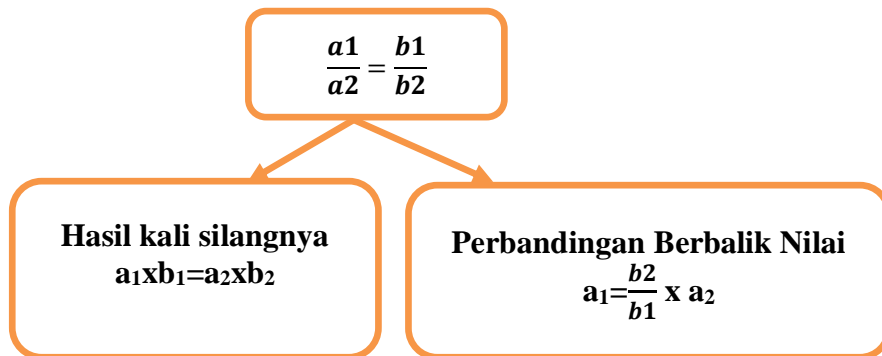 a1/a2 = b1/b2
Hasil kali silangnya
a₁xb₁=a₂xb₂
Perbandingan Berbalik Nilai
a₁=b2/b1 x a₂